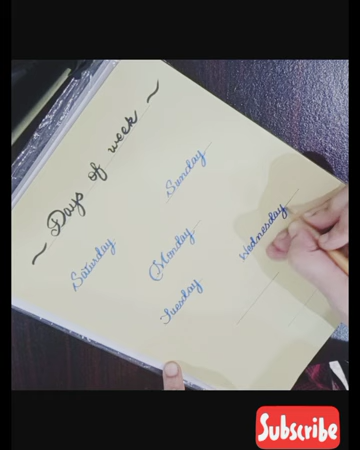 ~ Days of week ~
Sunday
Saturday
Monday
Tuesday
Wednesday
Subscribe